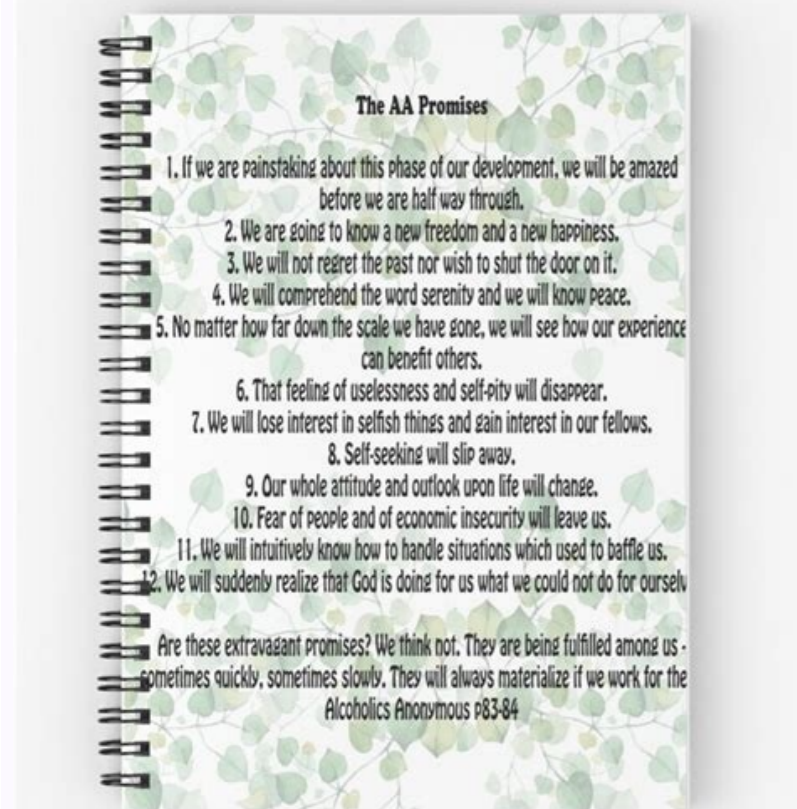 The AA Promises
1. If we are painstaking about this phase of our development, we will be amazed
before we are half way through.
2. We are going to know a new freedom and a new happiness.
3. We will not regret the past nor wish to shut the door on it.
4. We will comprehend the word serenity and we will know peace.
5. No matter how far down the scale we have gone, we will see how our experience
can benefit others.
6. That feeling of uselessness and self-pity will disappear.
7. We will lose interest in selfish things and gain interest in our fellows.
8. Self-seeking will slip away.
9. Our whole attitude and outlook upon life will change.
10. Fear of people and of economic insecurity will leave us.
11. We will intuitively know how to handle situations which used to baffle us.
12. We will suddenly realize that God is doing for us what we could not do for ourselv
Are these extravagant promises? We think not. They are being fulfilled among us -
sometimes quickly, sometimes slowly. They will always materialize if we work for the
Alcoholics Anonymous p83-84